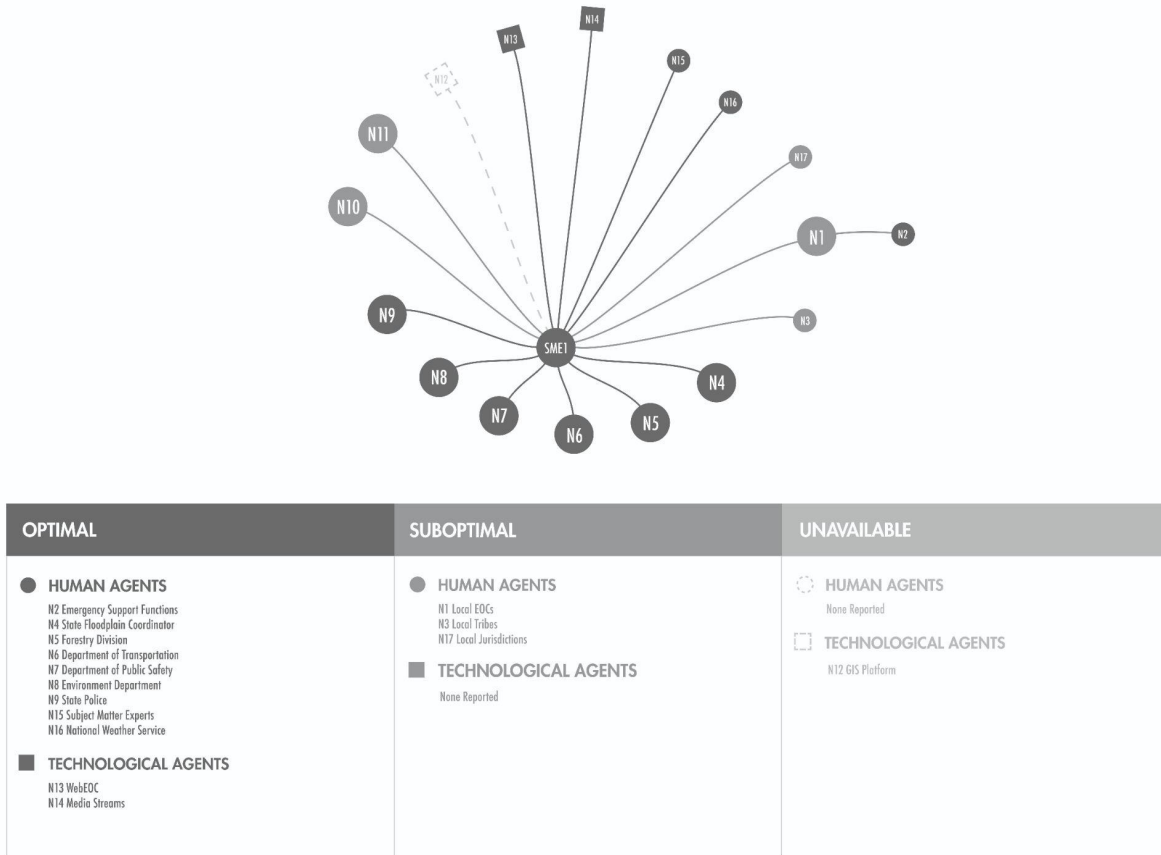 N14
N13
N15
N12
N16
N11
N17
N10
N1
N2
N9
N3
SME1
N8
N4
N7
N5
N6
OPTIMAL
HUMAN AGENTS
N2 Emergency Support Functions
N4 State Floodplain Coordinator
N5 Forestry Division
N6 Department of Transportation
N7 Department of Public Safety
N8 Environment Department
N9 State Police
N15 Subject Matter Experts
N16 National Weather Service
TECHNOLOGICAL AGENTS
N13 WebEOC
N14 Media Streams
SUBOPTIMAL
HUMAN AGENTS
N1 Local EOCs
N3 Local Tribes
N17 Local Jurisdictions
TECHNOLOGICAL AGENTS
None Reported
UNAVAILABLE
HUMAN AGENTS
None Reported
TECHNOLOGICAL AGENTS
N12 GIS Platform